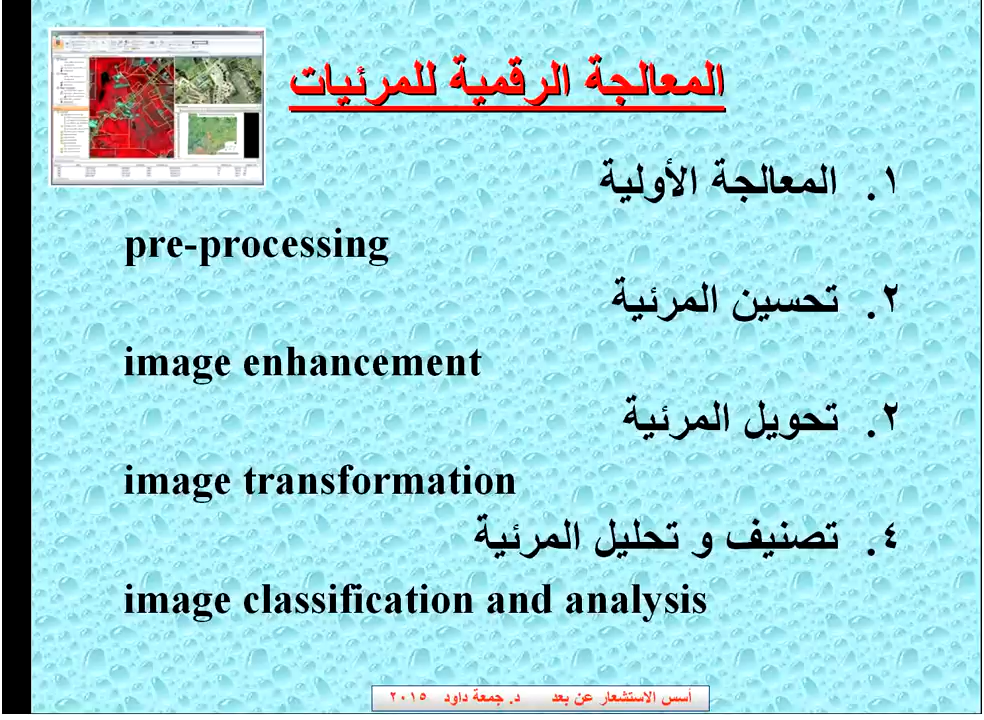 المعالجة الرقمية للمرئيات
١. المعالجة الأولية
pre-processing
٢. تحسين المرئية
image enhancement
٢. تحويل المرئية
image transformation
٤. تصنيف و تحليل المرئية
image classification and analysis
أسس الاستشعار عن بعد د. جمعة داود ٢٠١٥